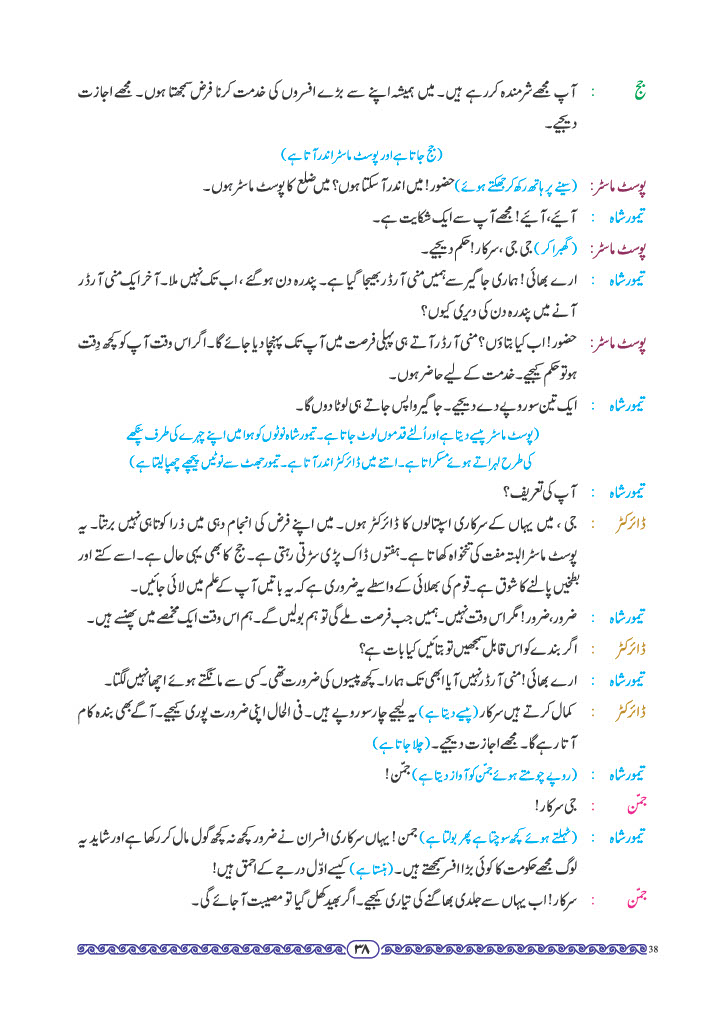 جج : آپ مجھے شرمندہ کر رہے ہیں۔ میں ہمیشہ اپنے سے بڑے افسروں کی خدمت کرنا فرض سمجھتا ہوں۔ مجھے اجازت
دیجیے۔
(جج جاتا ہے اور پوسٹ ماسٹر اندر آتا ہے)
پوسٹ ماسٹر: (سینے پر ہاتھ رکھ کر جھکتے ہوئے) حضور! میں اندر آ سکتا ہوں؟ میں ضلع کا پوسٹ ماسٹر ہوں۔
تیمور شاہ : آئیے، آئیے! مجھے آپ سے ایک شکایت ہے۔
پوسٹ ماسٹر: (گھبرا کر) جی جی، سرکار! حکم دیجیے۔
تیمور شاہ : ارے بھائی! ہماری جاگیر سے ہمیں منی آرڈر بھیجا گیا ہے۔ پندرہ دن ہوگئے، اب تک نہیں ملا۔ آخر ایک منی آرڈر
آنے میں پندرہ دن کی دیری کیوں؟
پوسٹ ماسٹر: حضور! اب کیا بتاؤں؟ منی آرڈر آتے ہی پہلی فرصت میں آپ تک پہنچا دیا جائے گا۔ اگر اس وقت آپ کو کچھ دِقت
ہو تو حکم کیجیے۔ خدمت کے لیے حاضر ہوں۔
تیمور شاہ : ایک تین سو روپے دے دیجیے۔ جاگیر واپس جاتے ہی لوٹا دوں گا۔
(پوسٹ ماسٹر پیسے دیتا ہے اور اُلٹے قدموں لوٹ جاتا ہے۔ تیمور شاہ نوٹوں کو ہوا میں اپنے چہرے کی طرف پنکھے
کی طرح لہراتے ہوئے مسکراتا ہے۔ اتنے میں ڈائرکٹر اندر آتا ہے۔ تیمور جھٹ سے نوٹیں پیچھے چھپا لیتا ہے)
تیمور شاہ : آپ کی تعریف؟
ڈائرکٹر : جی، میں یہاں کے سرکاری اسپتالوں کا ڈائرکٹر ہوں۔ میں اپنے فرض کی انجام دہی میں ذرا کوتاہی نہیں برتتا۔ یہ
پوسٹ ماسٹر البتہ مفت کی تنخواہ کھاتا ہے۔ ہفتوں ڈاک پڑی سڑتی رہتی ہے۔ جج کا بھی یہی حال ہے۔ اسے کتے اور
بطخیں پالنے کا شوق ہے۔ قوم کی بھلائی کے واسطے یہ ضروری ہے کہ یہ باتیں آپ کے علم میں لائی جائیں۔
تیمور شاہ : ضرور، ضرور! مگر اس وقت نہیں۔ ہمیں جب فرصت ملے گی تو ہم بولیں گے۔ ہم اس وقت ایک مخمصے میں پھنسے ہیں۔
ڈائرکٹر : اگر بندے کو اس قابل سمجھیں تو بتائیں کیا بات ہے؟
تیمور شاہ : ارے بھائی! منی آرڈر نہیں آیا ابھی تک ہمارا۔ کچھ پیسوں کی ضرورت تھی۔ کسی سے مانگتے ہوئے اچھا نہیں لگتا۔
ڈائرکٹر : کمال کرتے ہیں سرکار (پیسے دیتا ہے) یہ لیجیے چار سو روپے ہیں۔ فی الحال اپنی ضرورت پوری کیجیے۔ آگے بھی بندہ کام
آتا رہے گا۔ مجھے اجازت دیجیے۔ (چلا جاتا ہے)
تیمور شاہ : (روپے چومتے ہوئے جمّن کو آواز دیتا ہے) جمّن!
جمّن : جی سرکار!
تیمور شاہ : (ٹہلتے ہوئے کچھ سوچتا ہے پھر بولتا ہے) جمن! یہاں سرکاری افسران نے ضرور کچھ نہ کچھ گول مال کر رکھا ہے اور شاید یہ
لوگ مجھے حکومت کا کوئی بڑا افسر سمجھتے ہیں۔ (ہنستا ہے) کیسے اوّل درجے کے احمق ہیں!
جمّن : سرکار! اب یہاں سے جلدی بھاگنے کی تیاری کیجیے۔ اگر بھید کھل گیا تو مصیبت آ جائے گی۔
۳۸ 38